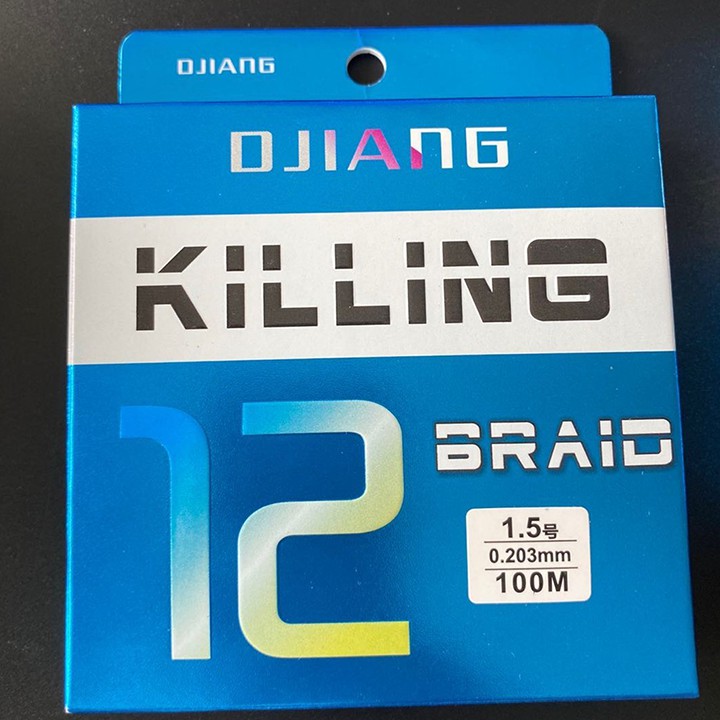 DJIANG
DJIANG
KILLING
12 BRAID
1.5号
0.203mm
100M